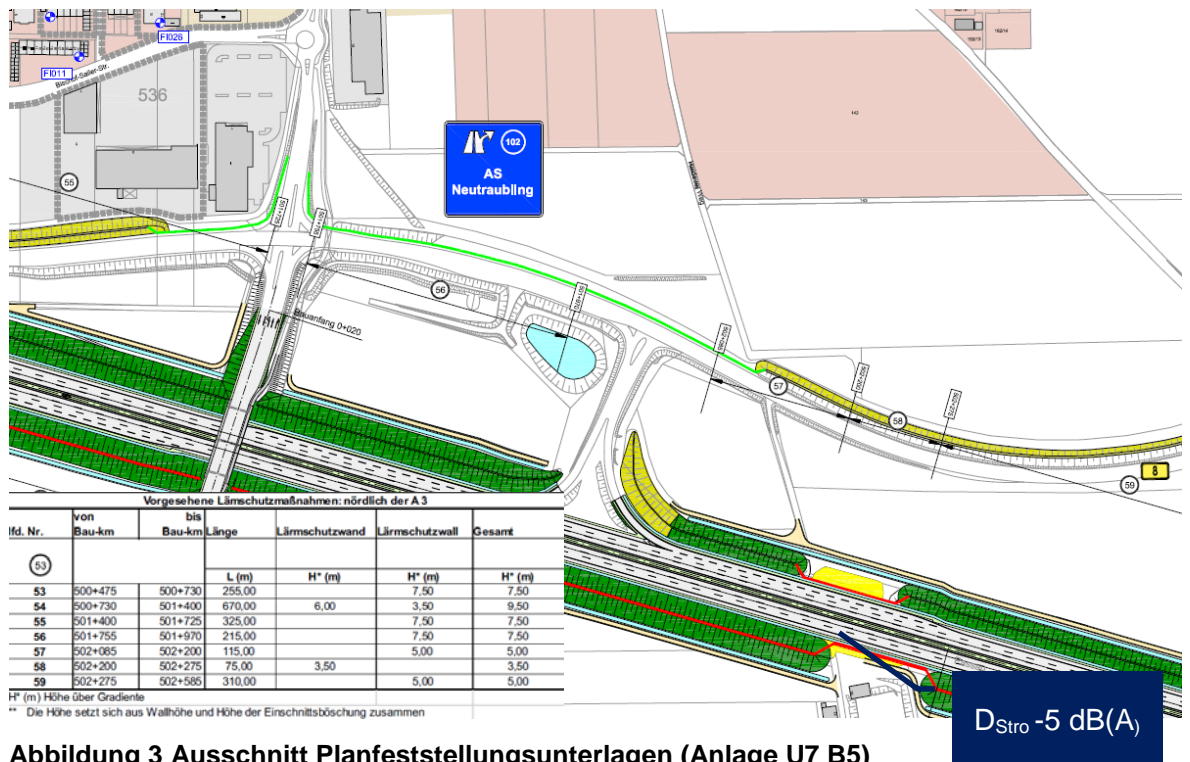 FI026
FI011
Bischof-Sailer-Str.
536
142
143
102
AS
Neutraubling
55
56
Bauanfang 0+020
57
58
59
8
Vorgesehene Lärmschutzmaßnahmen: nördlich der A 3
lfd. Nr. von Bau-km bis Bau-km Länge Lärmschutzwand Lärmschutzwall Gesamt
53
L (m) H* (m) H* (m) H* (m)
53 500+475 500+730 255,00 7,50 7,50
54 500+730 501+400 670,00 6,00 3,50 9,50
55 501+400 501+725 325,00 7,50 7,50
56 501+755 501+970 215,00 7,50 7,50
57 502+085 502+200 115,00 5,00 5,00
58 502+200 502+275 75,00 3,50 3,50
59 502+275 502+585 310,00 5,00 5,00
H* (m) Höhe über Gradiente
** Die Höhe setzt sich aus Wallhöhe und Höhe der Einschnittsböschung zusammen
DStro -5 dB(A)
Abbildung 3 Ausschnitt Planfeststellungsunterlagen (Anlage U7 B5)